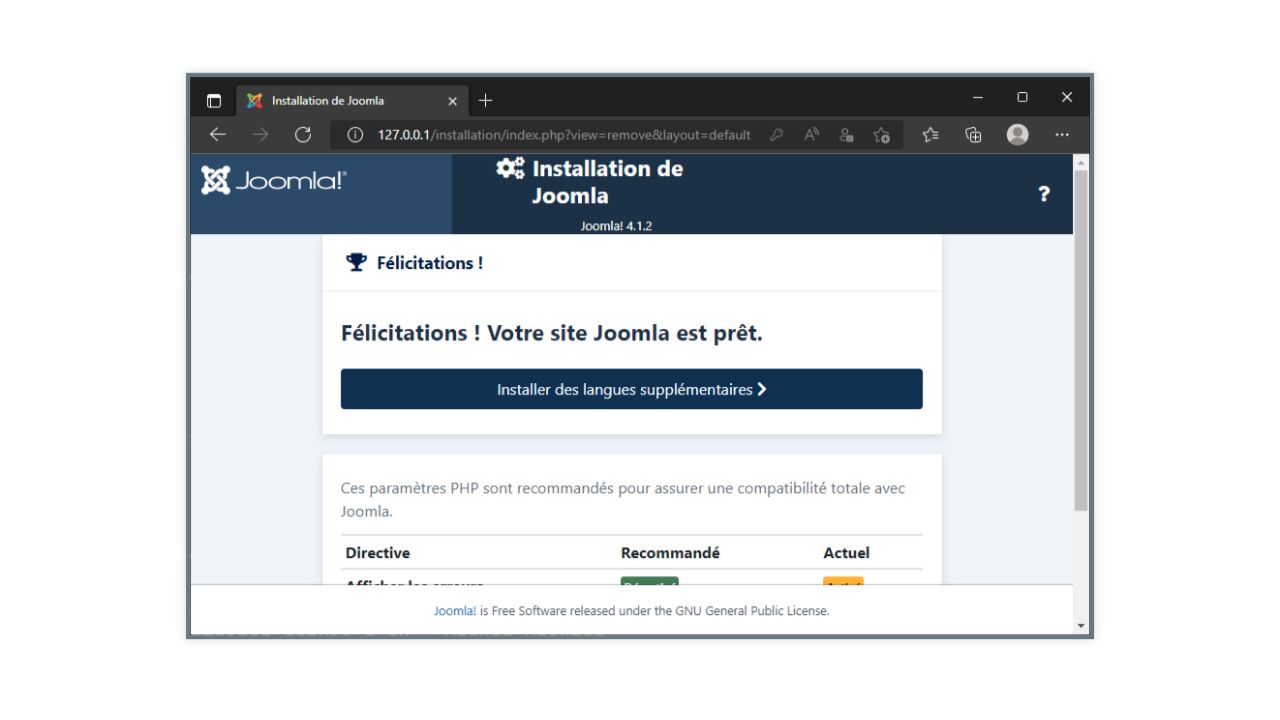 Installation de Joomla
127.0.0.1/installation/index.php?view=remove&layout=default
Joomla!®
Installation de
Joomla
Joomla! 4.1.2
?
Félicitations !
Félicitations ! Votre site Joomla est prêt.
Installer des langues supplémentaires
Ces paramètres PHP sont recommandés pour assurer une compatibilité totale avec
Joomla.
Directive Recommandé Actuel
Afficher les erreurs
Joomla! is Free Software released under the GNU General Public License.